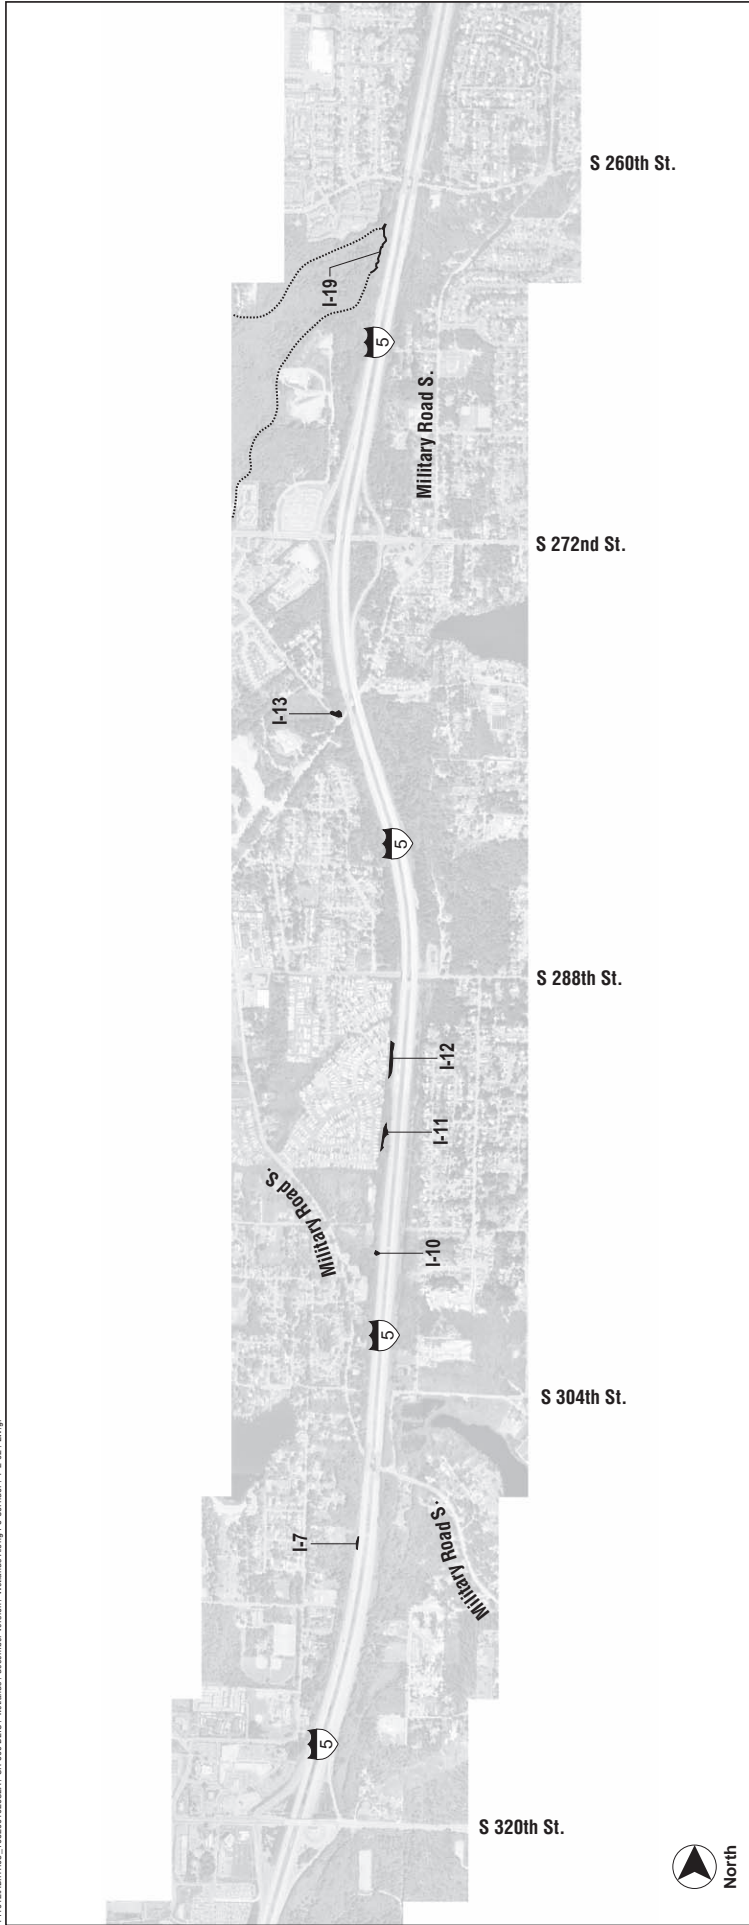 S 260th St.
I-19
5
Military Road S.
S 272nd St.
I-13
5
S 288th St.
I-12
I-11
Military Road S.
I-10
5
S 304th St.
I-7
Military Road S.
5
S 320th St.
North